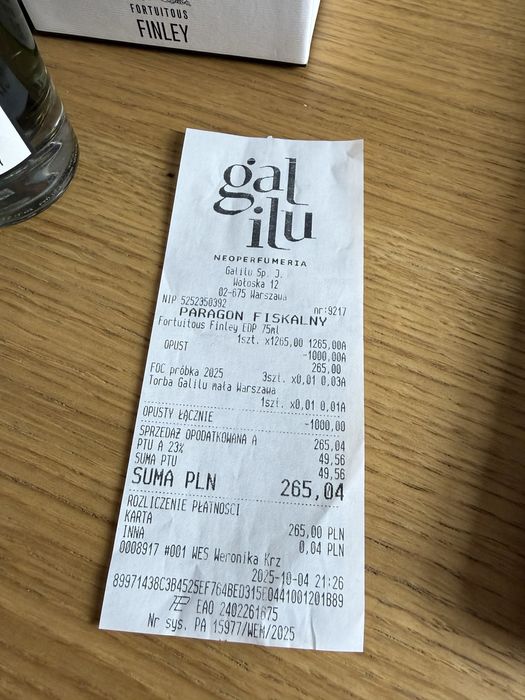 FORTUITOUS
FINLEY
gal
ilu
NEOPERFUMERIA
Galilu Sp. J.
Wołoska 12
02-675 Warszawa
NIP 5252350392 nr:9217
PARAGON FISKALNY
Fortuitous Finley EDP 75ml
1szt. x1265,00 1265,00A
OPUST -1000,00A
265,00
FDC próbka 2025 3szt. x0,01 0,03A
Torba Galilu mała Warszawa
1szt. x0,01 0,01A
OPUSTY ŁĄCZNIE -1000,00
SPRZEDAŻ OPODATKOWANA A 265,04
PTU A 23% 49,56
SUMA PTU 49,56
SUMA PLN 265,04
ROZLICZENIE PŁATNOŚCI
KARTA 265,00 PLN
INNA 0,04 PLN
0008917 #001 WES Weronika Krz
2025-10-04 21:26
89971438C3B4525EF764BED315E0441001201B89
EAO 2402261675
Nr sys. PA 15977/WEM/2025